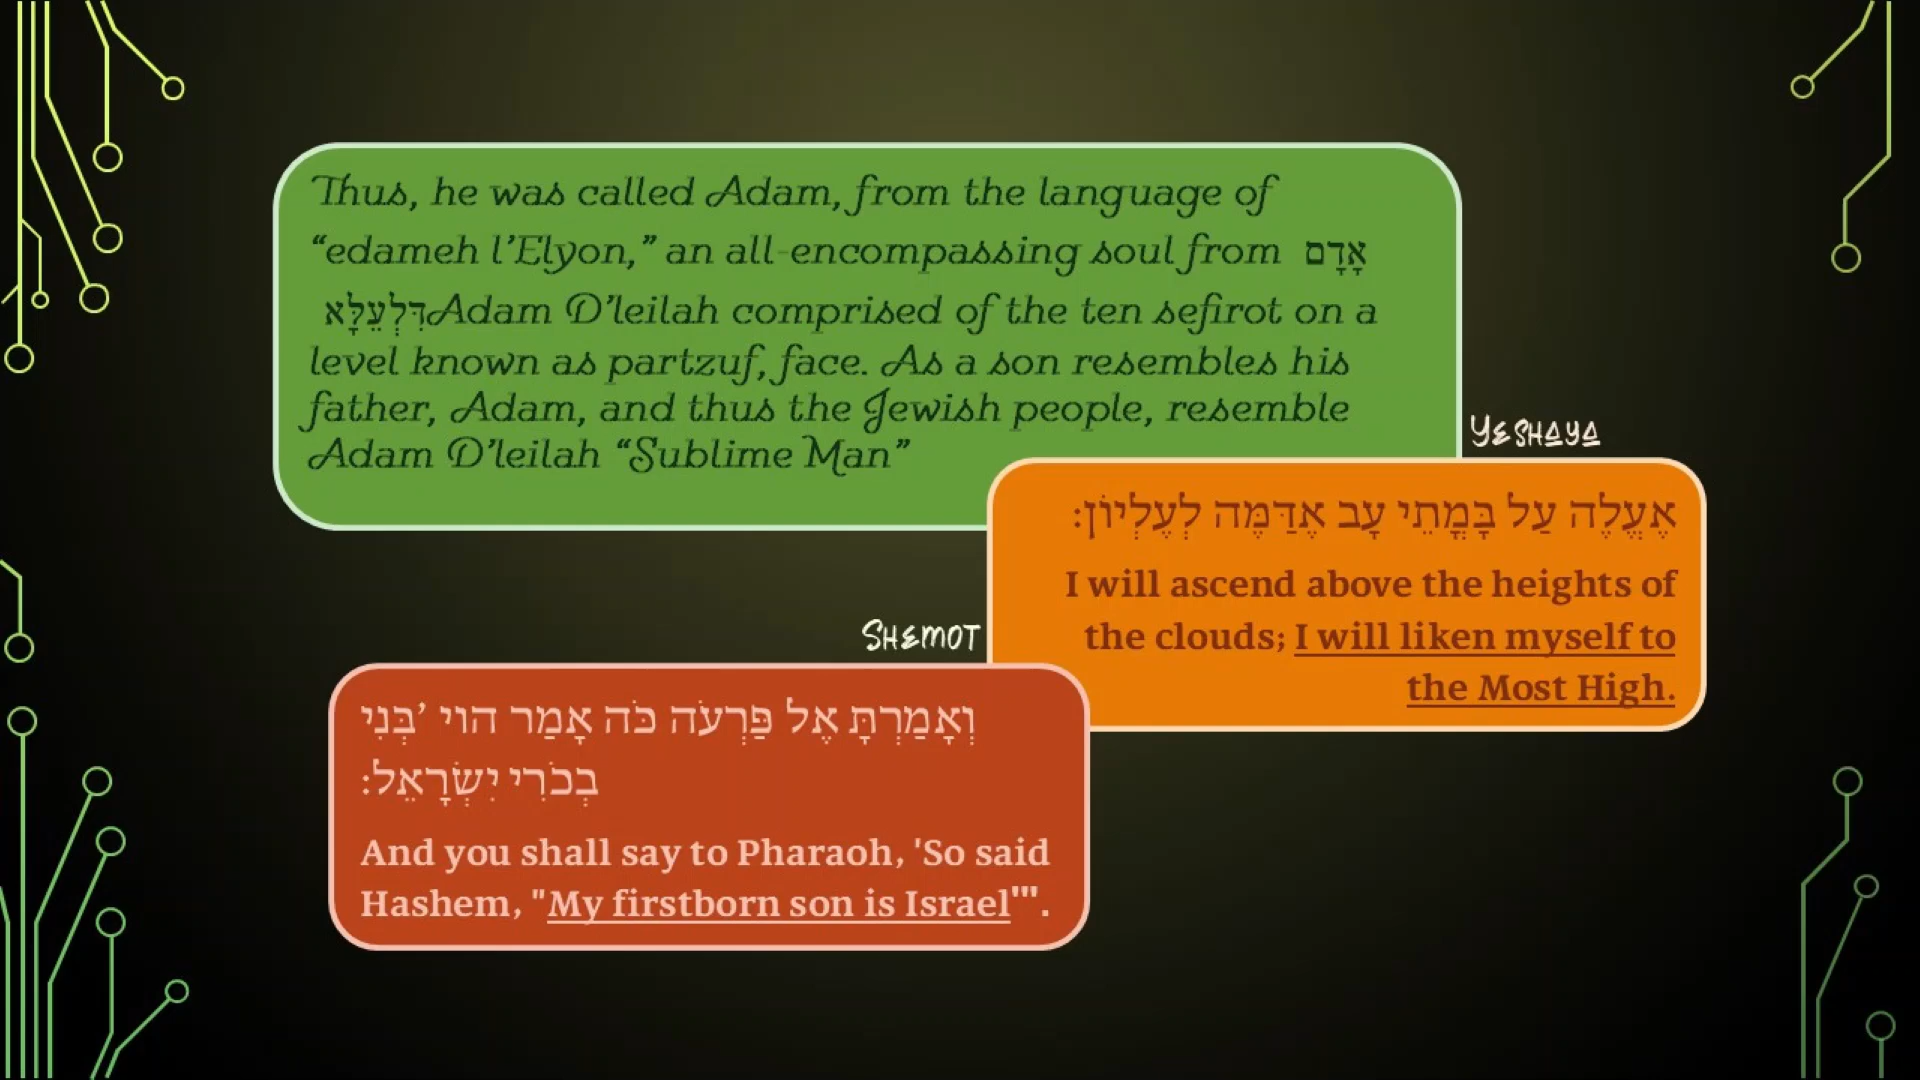 Thus, he was called Adam, from the language of
“edameh l’Elyon,” an all-encompassing soul from אָדָם
דִּלְעֵלָּא Adam D’leilah comprised of the ten sefirot on a
level known as partzuf, face. As a son resembles his
father, Adam, and thus the Jewish people, resemble
Adam D’leilah “Sublime Man”
Yeshaya
אֶעֱלֶה עַל בָּמֳתֵי עָב אֶדַּמֶּה לְעֶלְיוֹן:
I will ascend above the heights of
the clouds; I will liken myself to
the Most High.
Shemot
וְאָמַרְתָּ אֶל פַּרְעֹה כֹּה אָמַר הוי ’בְּנִי
בְכֹרִי יִשְׂרָאֵל:
And you shall say to Pharaoh, 'So said
Hashem, "My firstborn son is Israel"'.